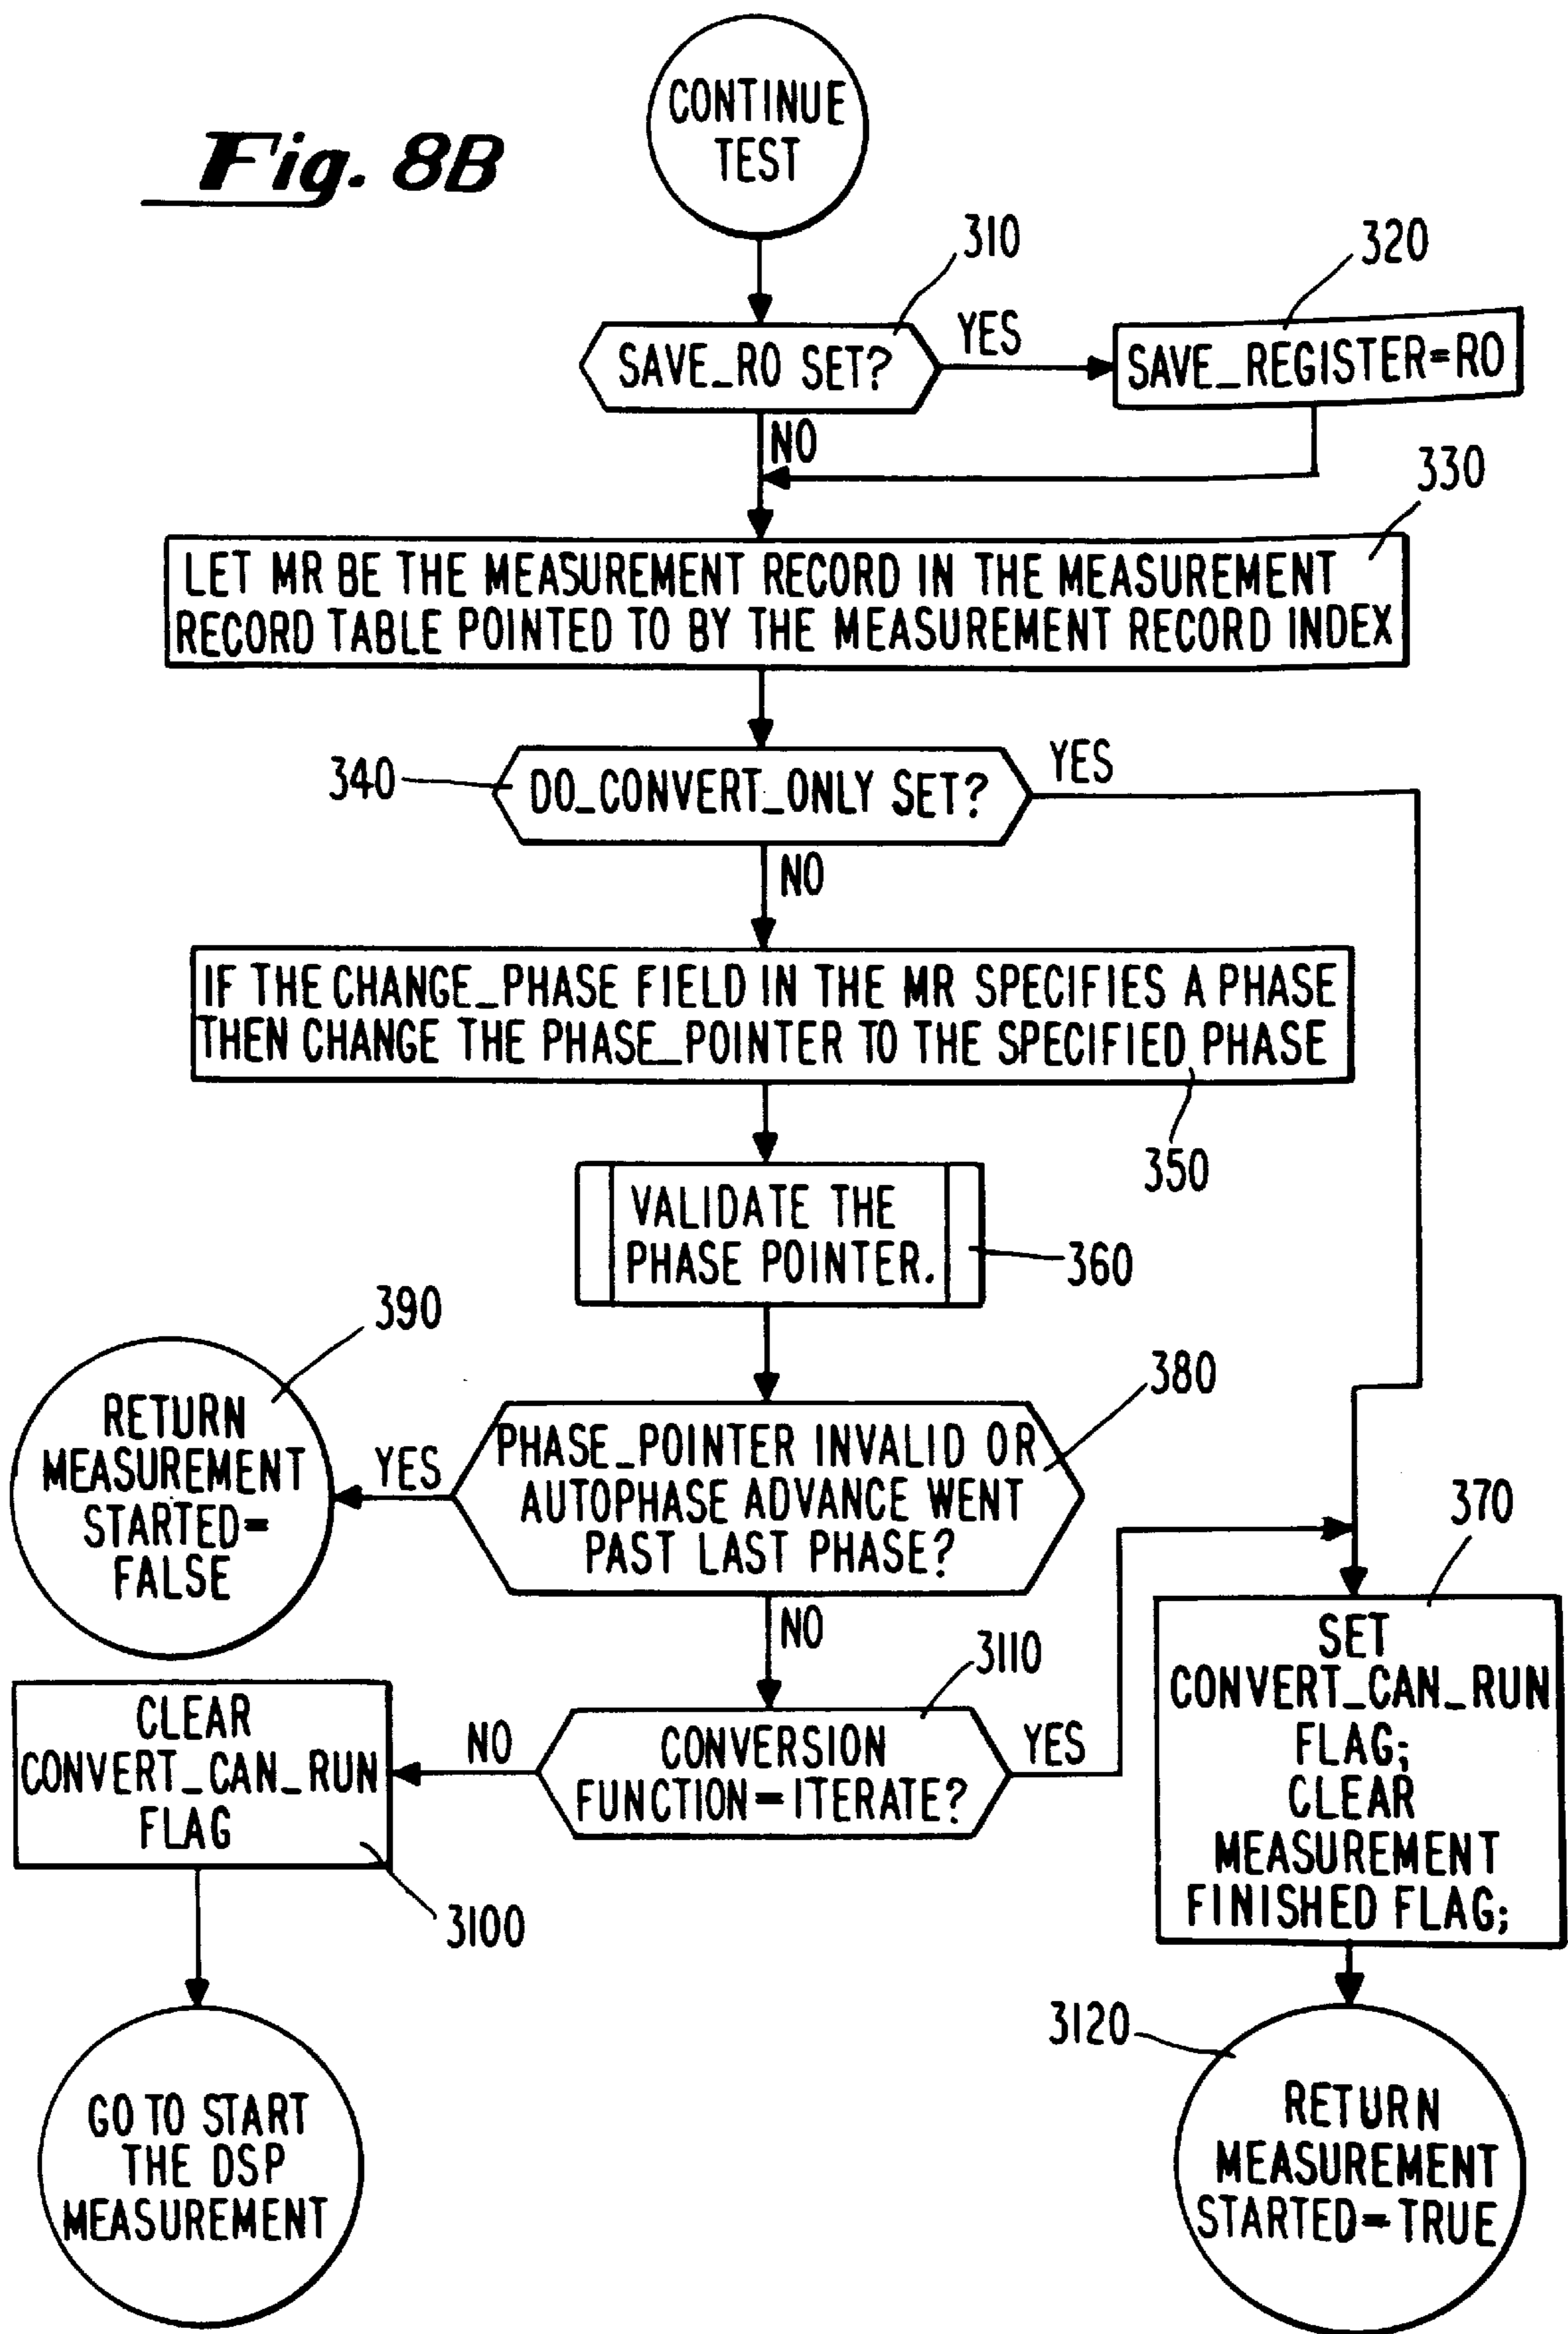 Fig. 8B
CONTINUE
TEST
310
320
SAVE_RO SET?
YES
SAVE_REGISTER=RO
NO
330
LET MR BE THE MEASUREMENT RECORD IN THE MEASUREMENT
RECORD TABLE POINTED TO BY THE MEASUREMENT RECORD INDEX
340
DO_CONVERT_ONLY SET?
YES
NO
IF THE CHANGE_PHASE FIELD IN THE MR SPECIFIES A PHASE
THEN CHANGE THE PHASE_POINTER TO THE SPECIFIED PHASE
350
VALIDATE THE
PHASE POINTER.
360
390
RETURN
MEASUREMENT
STARTED=
FALSE
YES
380
PHASE_POINTER INVALID OR
AUTOPHASE ADVANCE WENT
PAST LAST PHASE?
NO
370
SET
CONVERT_CAN_RUN
FLAG;
CLEAR
MEASUREMENT
FINISHED FLAG;
3110
CONVERSION
FUNCTION=ITERATE?
YES
NO
CLEAR
CONVERT_CAN_RUN
FLAG
3100
GO TO START
THE DSP
MEASUREMENT
3120
RETURN
MEASUREMENT
STARTED=TRUE